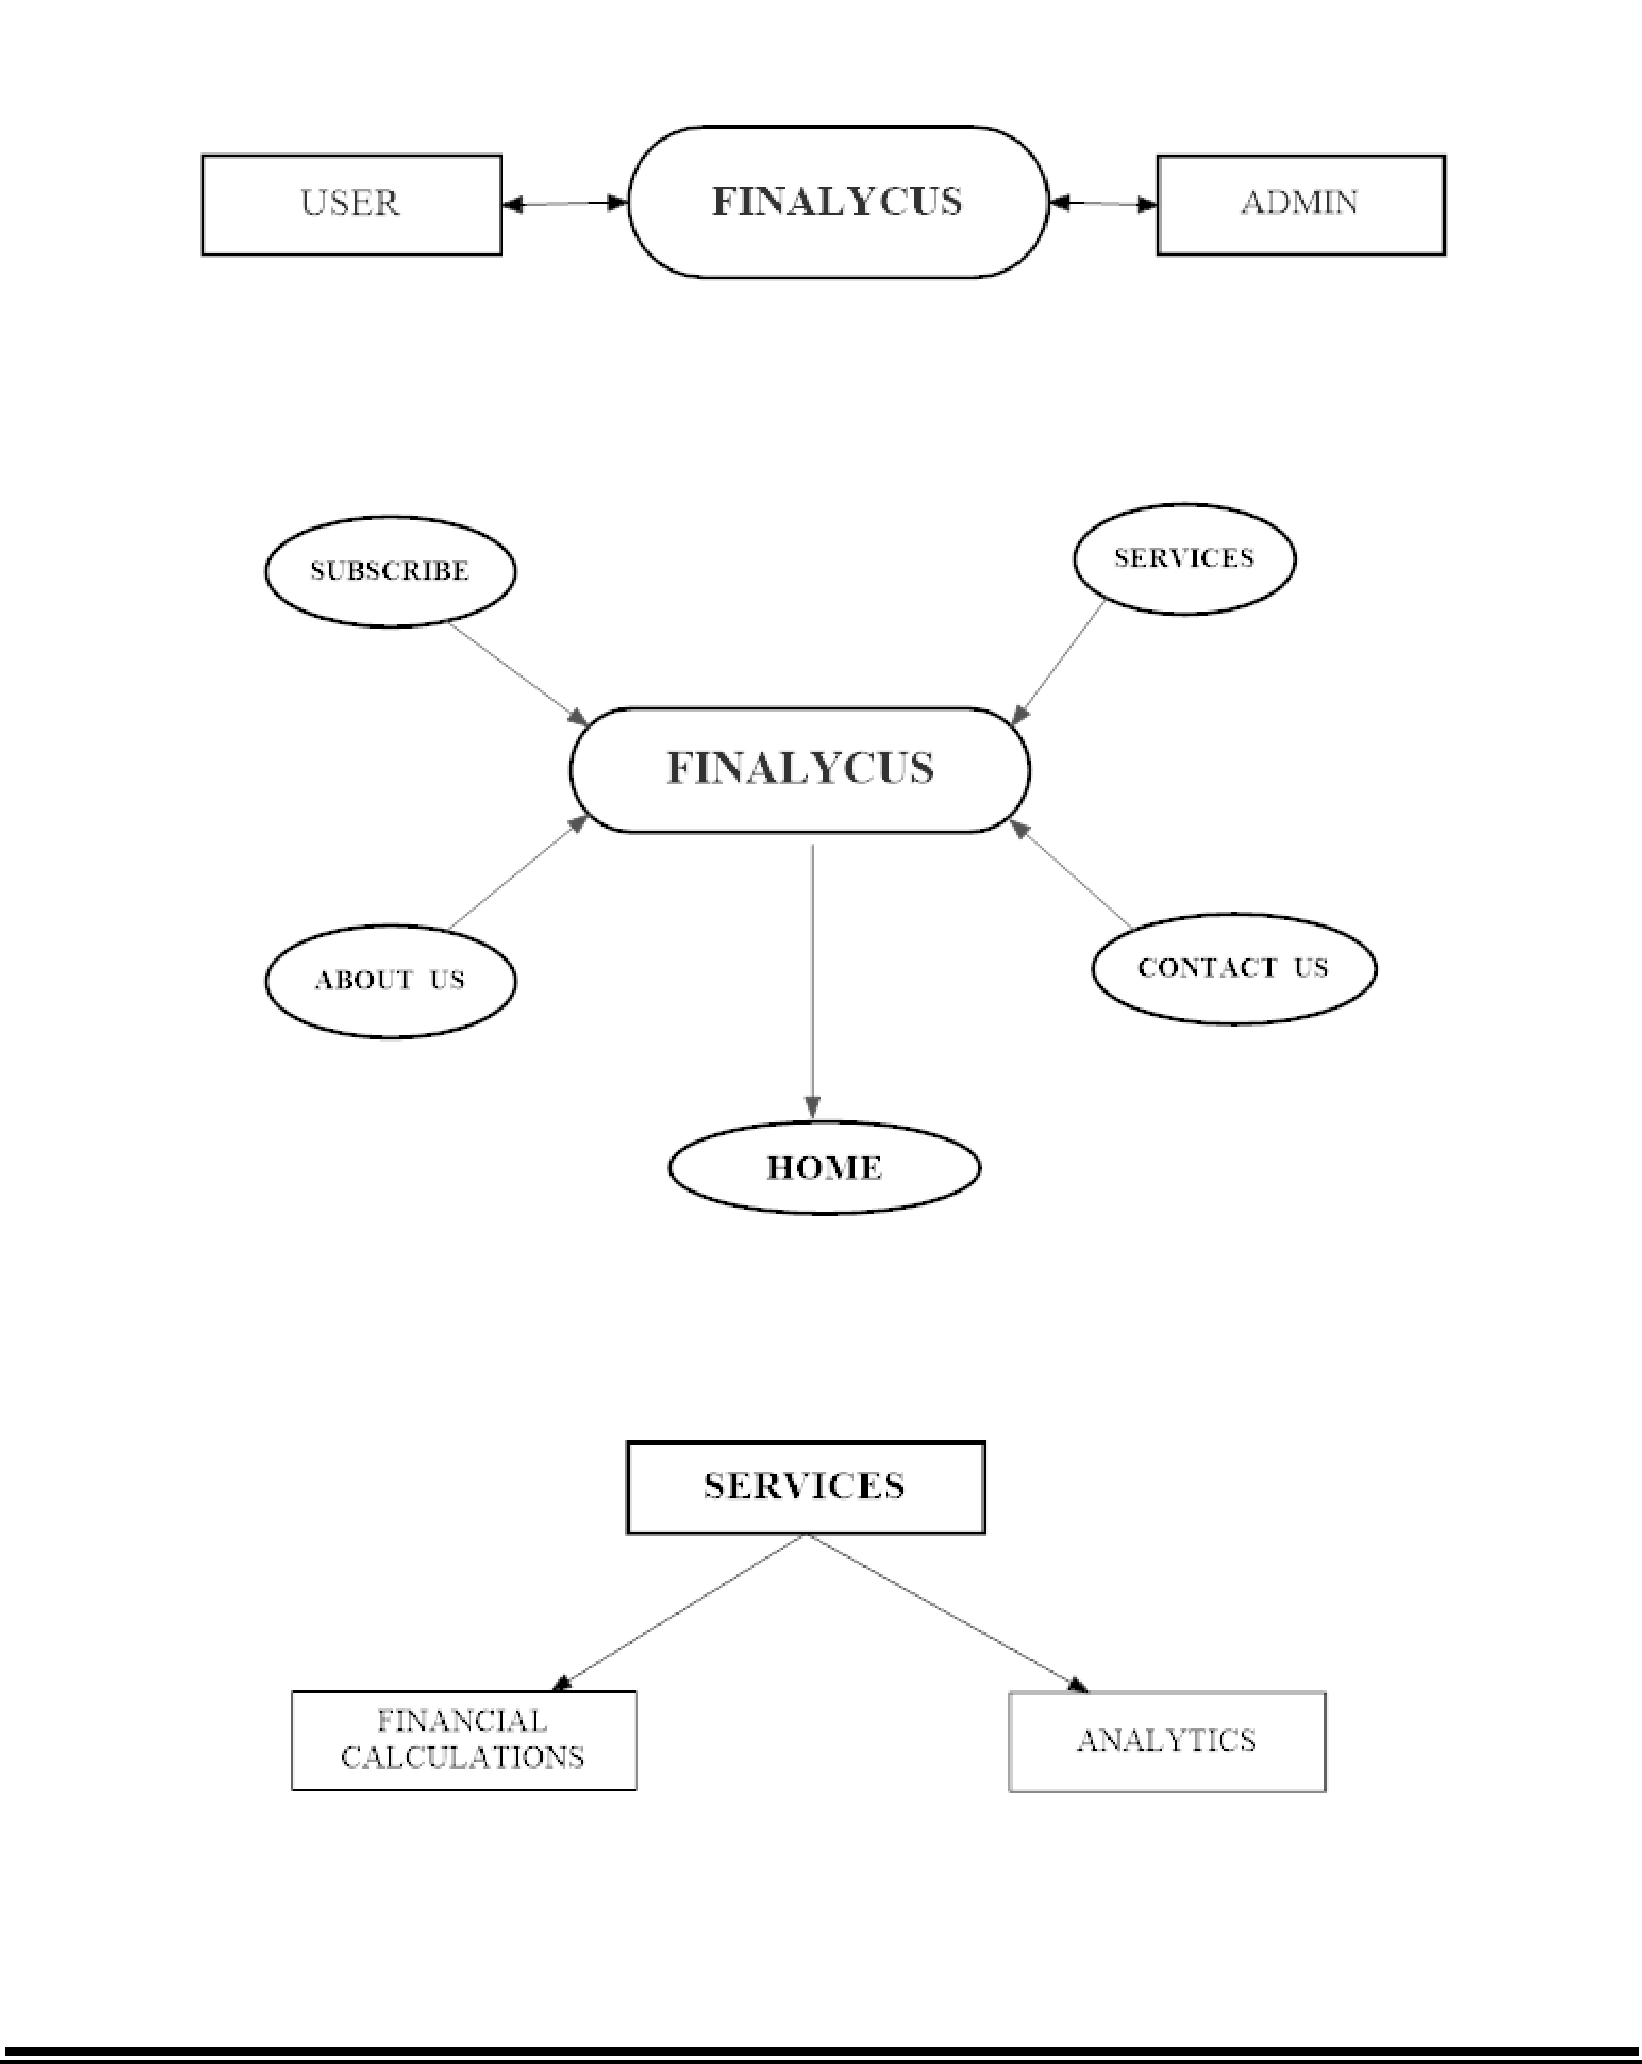 USER
FINALYCUS
ADMIN
SUBSCRIBE
SERVICES
FINALYCUS
ABOUT US
CONTACT US
HOME
SERVICES
FINANCIAL
CALCULATIONS
ANALYTICS